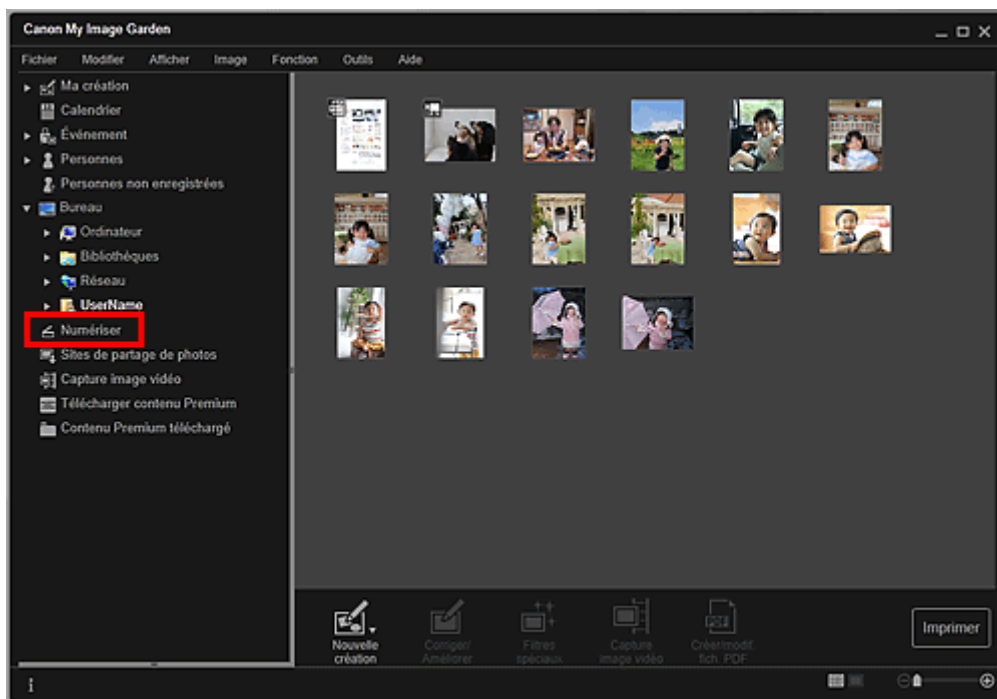 Canon My Image Garden
Fichier Modifier Afficher Image Fonction Outils Aide
Ma création
Calendrier
Événement
Personnes
Personnes non enregistrées
Bureau
Ordinateur
Bibliothèques
Réseau
UserName
Numériser
Sites de partage de photos
Capture image vidéo
Télécharger contenu Premium
Contenu Premium téléchargé
Nouvelle création
Corriger/ Améliorer
Filtres spéciaux
Capture image vidéo
Créer/modif. fich. PDF
Imprimer